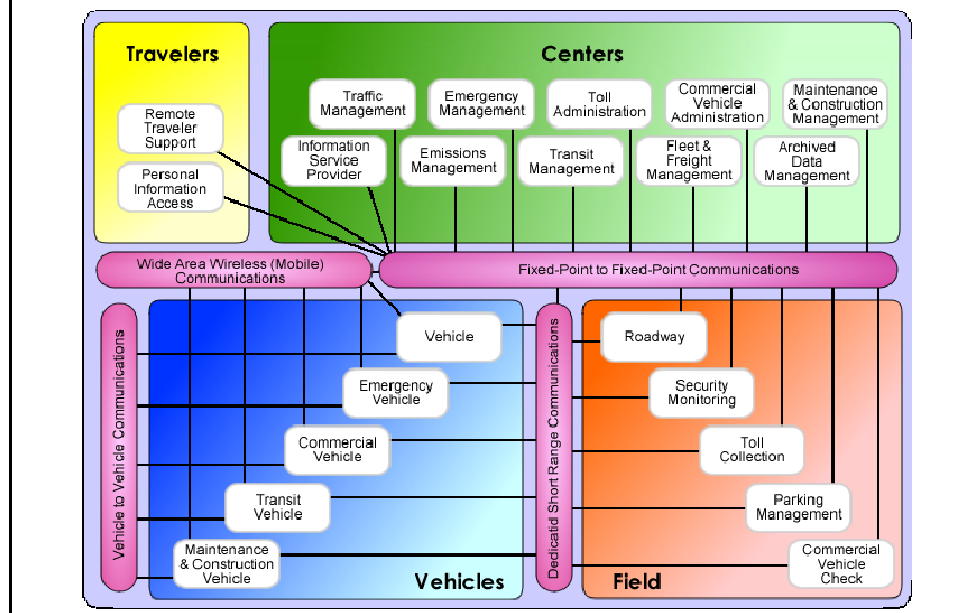 Travelers
Remote
Traveler
Support
Personal
Information
Access
Centers
Traffic
Management
Emergency
Management
Toll
Administration
Commercial
Vehicle
Administration
Maintenance
& Construction
Management
Information
Service
Provider
Emissions
Management
Transit
Management
Fleet &
Freight
Management
Archived
Data
Management
Wide Area Wireless (Mobile)
Communications
Fixed-Point to Fixed-Point Communications
Vehicle to Vehicle Communications
Vehicle
Emergency
Vehicle
Commercial
Vehicle
Transit
Vehicle
Maintenance
& Construction
Vehicle
Vehicles
Dedicatid Short Range Communications
Roadway
Security
Monitoring
Toll
Collection
Parking
Management
Commercial
Vehicle
Check
Field